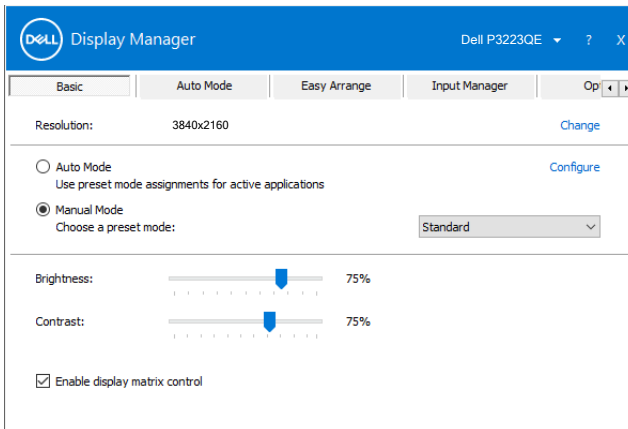 DELL Display Manager Dell P3223QE ? X
Basic Auto Mode Easy Arrange Input Manager Op
Resolution: 3840x2160 Change
Auto Mode Configure
Use preset mode assignments for active applications
Manual Mode
Choose a preset mode: Standard
Brightness: 75%
Contrast: 75%
Enable display matrix control